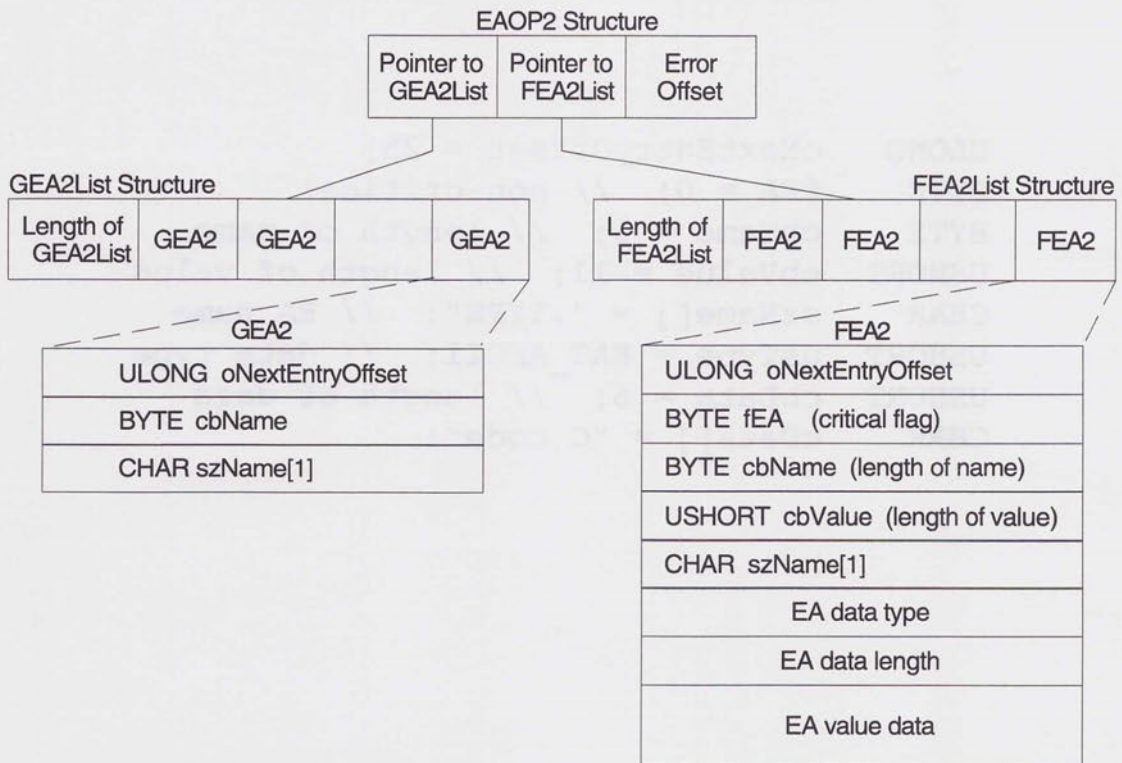 EAOP2 Structure
Pointer to
GEA2List
Pointer to
FEA2List
Error
Offset
GEA2List Structure
Length of
GEA2List
GEA2
GEA2
GEA2
FEA2List Structure
Length of
FEA2List
FEA2
FEA2
FEA2
GEA2
ULONG oNextEntryOffset
BYTE cbName
CHAR szName[1]
FEA2
ULONG oNextEntryOffset
BYTE fEA (critical flag)
BYTE cbName (length of name)
USHORT cbValue (length of value)
CHAR szName[1]
EA data type
EA data length
EA value data